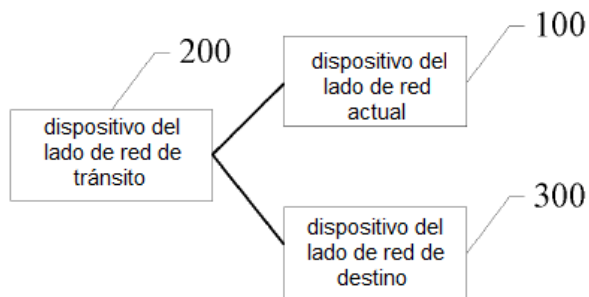 200
dispositivo del
lado de red de
tránsito
100
dispositivo del
lado de red
actual
300
dispositivo del
lado de red de
destino